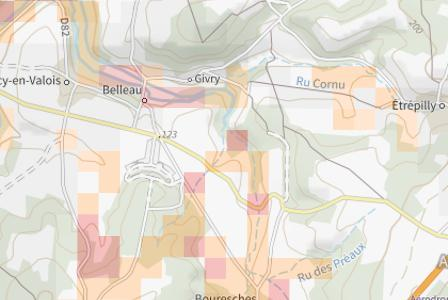 D82
200
Givry
cy-en-Valois
Ru Cornu
Belleau
Étrépilly
123
Ru des Préaux
A
Bouresches